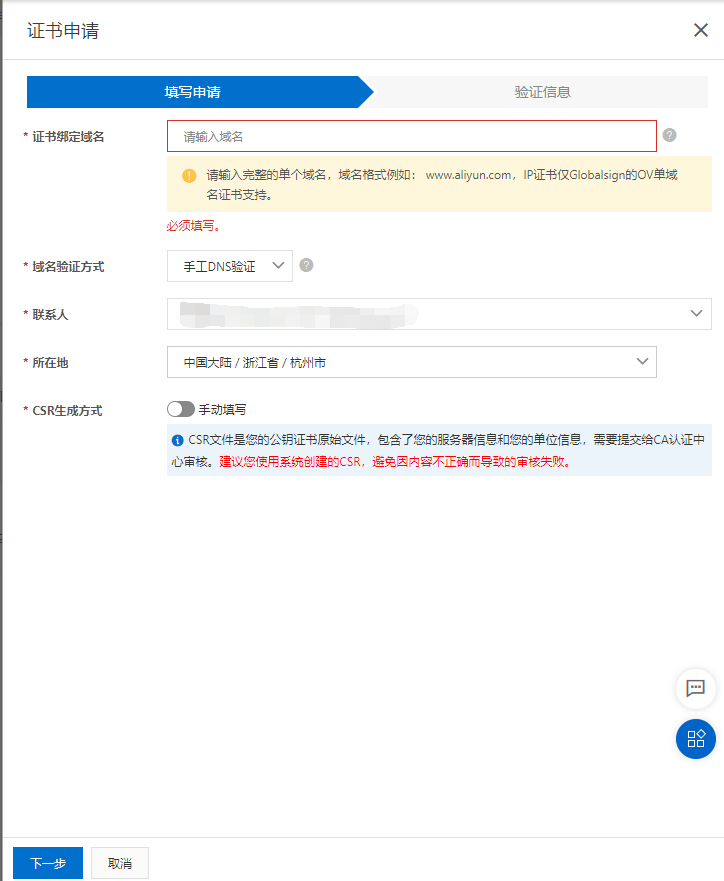 证书申请
填写申请
验证信息
* 证书绑定域名
请输入域名
请输入完整的单个域名，域名格式例如： www.aliyun.com，IP证书仅Globalsign的OV单域
名证书支持。
必须填写。
* 域名验证方式
手工DNS验证
* 联系人
* 所在地
中国大陆 / 浙江省 / 杭州市
* CSR生成方式
手动填写
CSR文件是您的公钥证书原始文件，包含了您的服务器信息和您的单位信息，需要提交给CA认证中
心审核。建议您使用系统创建的CSR，避免因内容不正确而导致的审核失败。
下一步
取消